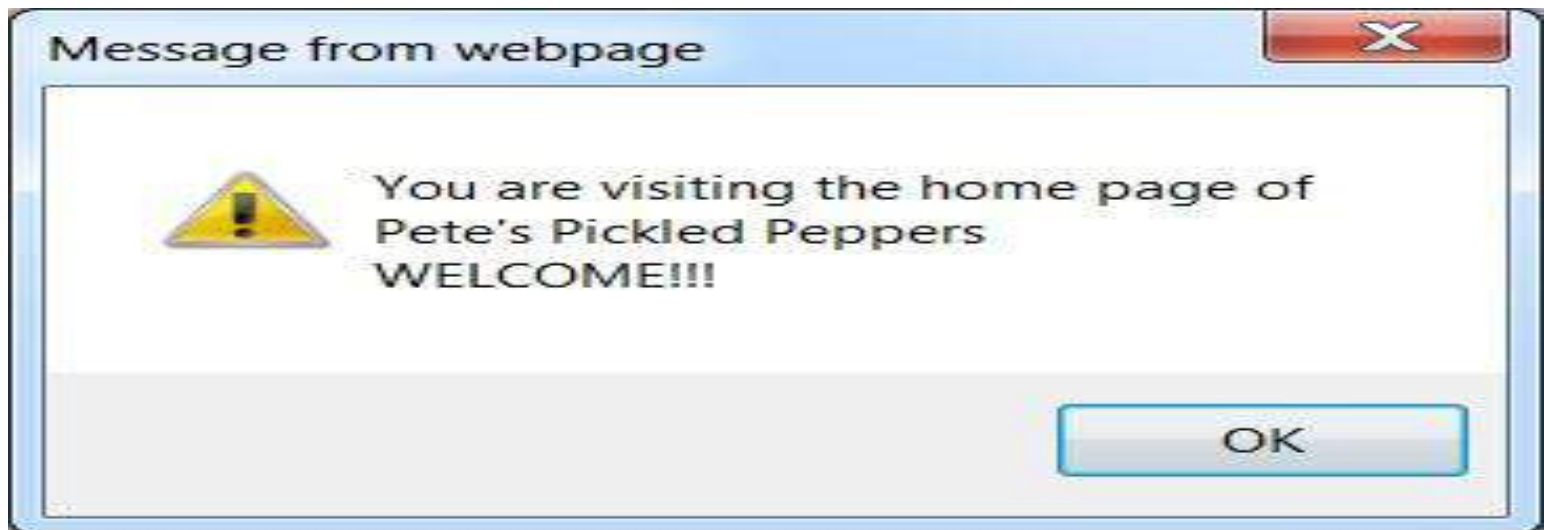 Message from webpage
You are visiting the home page of
Pete's Pickled Peppers
WELCOME!!!
OK